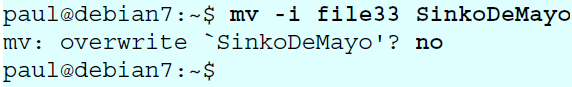 paul@debian7:~$ mv -i file33 SinkoDeMayo
mv: overwrite `SinkoDeMayo'? no
paul@debian7:~$